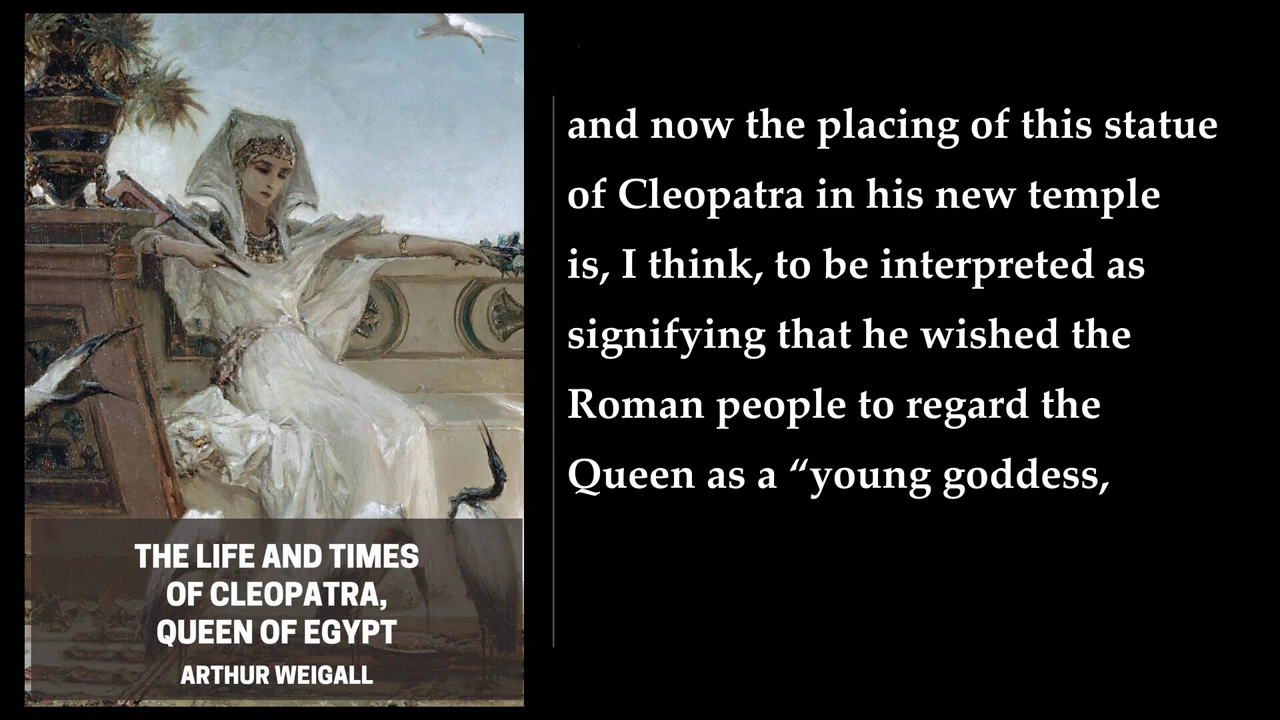 and now the placing of this statue
of Cleopatra in his new temple
is, I think, to be interpreted as
signifying that he wished the
Roman people to regard the
Queen as a “young goddess,
THE LIFE AND TIMES
OF CLEOPATRA,
QUEEN OF EGYPT
ARTHUR WEIGALL